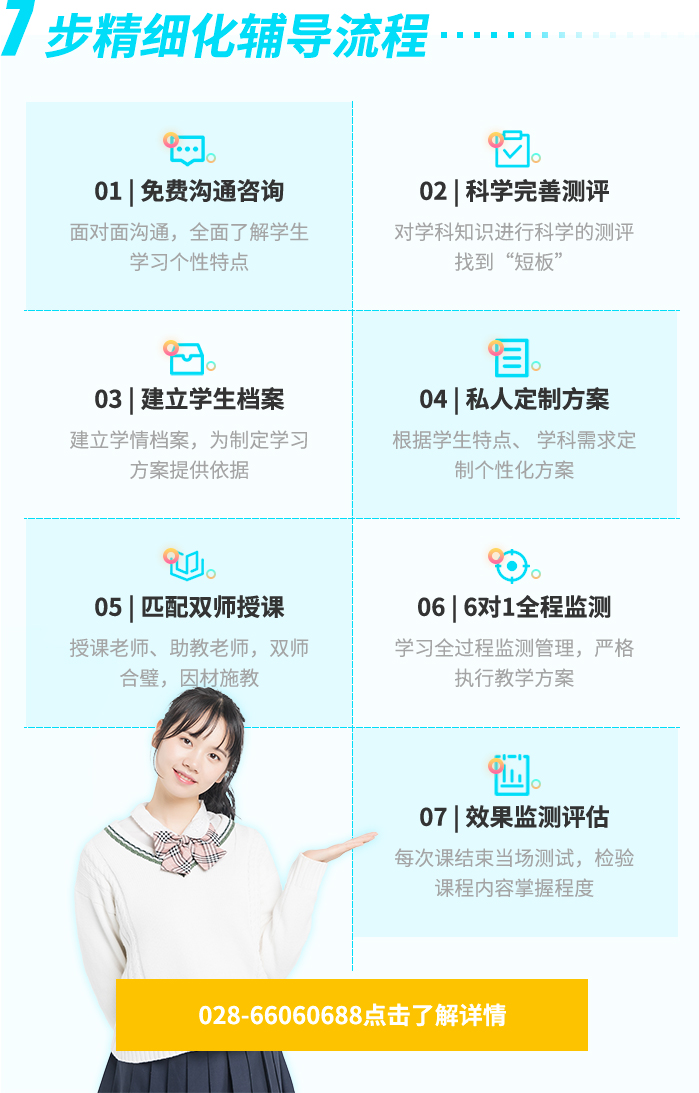 7步精细化辅导流程
01 | 免费沟通咨询
面对面沟通，全面了解学生
学习个性特点
02 | 科学完善测评
对学科知识进行科学的测评
找到“短板”
03 | 建立学生档案
建立学情档案，为制定学习
方案提供依据
04 | 私人定制方案
根据学生特点、 学科需求定
制个性化方案
05 | 匹配双师授课
授课老师、助教老师，双师
合璧，因材施教
06 | 6对1全程监测
学习全过程监测管理，严格
执行教学方案
07 | 效果监测评估
每次课结束当场测试，检验
课程内容掌握程度
028-66060688点击了解详情